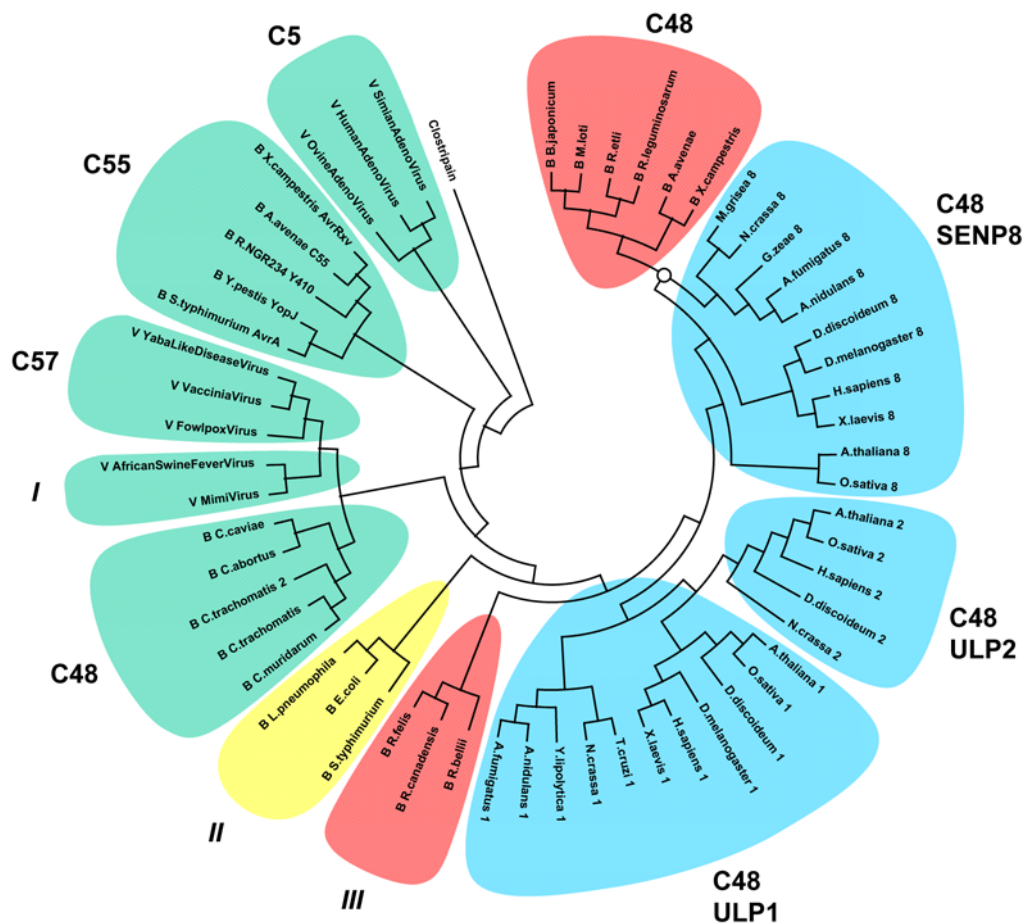 C5
V OvineAdenoVirus
V HumanAdenoVirus
V SimianAdenoVirus
Clostripain
C48
B B.japonicum
B M.loti
B R.etli
B R.leguminosarum
B A.avenae
B X.campestris
C48
SENP8
M.grisea 8
N.crassa 8
G.zeae 8
A.fumigatus 8
A.nidulans 8
D.discoideum 8
D.melanogaster 8
H.sapiens 8
X.laevis 8
A.thaliana 8
O.sativa 8
C48
ULP2
A.thaliana 2
O.sativa 2
H.sapiens 2
D.discoideum 2
N.crassa 2
C48
ULP1
A.thaliana 1
O.sativa 1
D.discoideum 1
D.melanogaster 1
H.sapiens 1
X.laevis 1
T.cruzi 1
N.crassa 1
Y.lipolytica 1
A.nidulans 1
A.fumigatus 1
III
B R.bellii
B R.canadensis
B R.felis
II
B S.typhimurium
B E.coli
B L.pneumophila
C48
B C.muridarum
B C.trachomatis
B C.trachomatis 2
B C.abortus
B C.caviae
I
V MimiVirus
V AfricanSwineFeverVirus
C57
V FowlpoxVirus
V VacciniaVirus
V YabaLikeDiseaseVirus
C55
B S.typhimurium AvrA
B Y.pestis YopJ
B R.NGR234 Y410
B A.avenae C55
B X.campestris AvrRxv